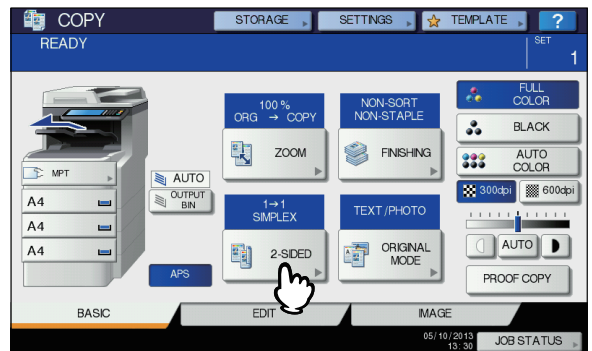 COPY
STORAGE
SETTINGS
TEMPLATE
?
READY
SET
1
100 %
ORG → COPY
ZOOM
NON-SORT
NON-STAPLE
FINISHING
FULL
COLOR
BLACK
AUTO
COLOR
300dpi
600dpi
MPT
A4
A4
A4
AUTO
OUTPUT
BIN
APS
1→1
SIMPLEX
2-SIDED
TEXT/PHOTO
ORIGINAL
MODE
AUTO
PROOF COPY
BASIC
EDIT
IMAGE
05/10/2013
13:30
JOB STATUS